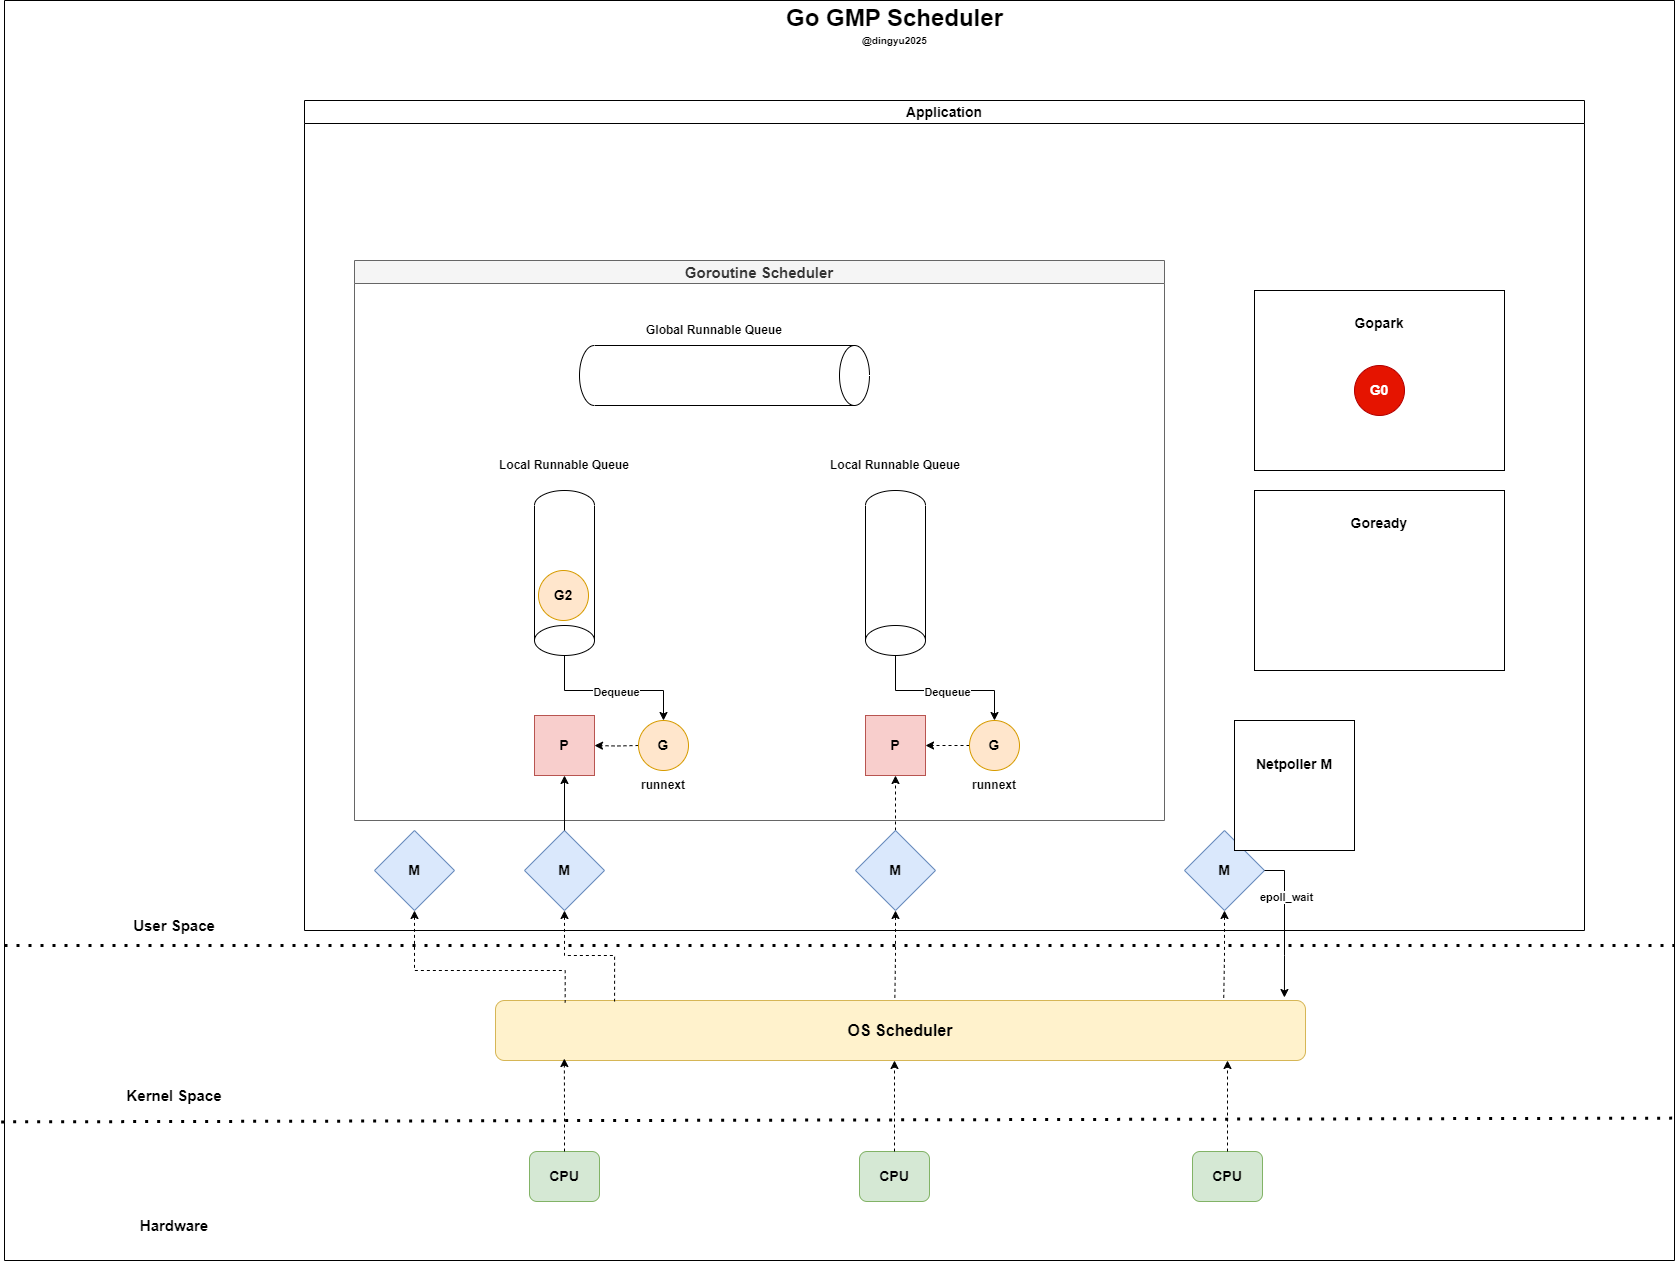 Go GMP Scheduler
@dingyu2025
Application
Goroutine Scheduler
Global Runnable Queue
Gopark
G0
Local Runnable Queue
Local Runnable Queue
Goready
G2
Dequeue
Dequeue
P
G
P
G
runnext
runnext
Netpoller M
M
M
M
M
epoll_wait
User Space
OS Scheduler
Kernel Space
CPU
CPU
CPU
Hardware